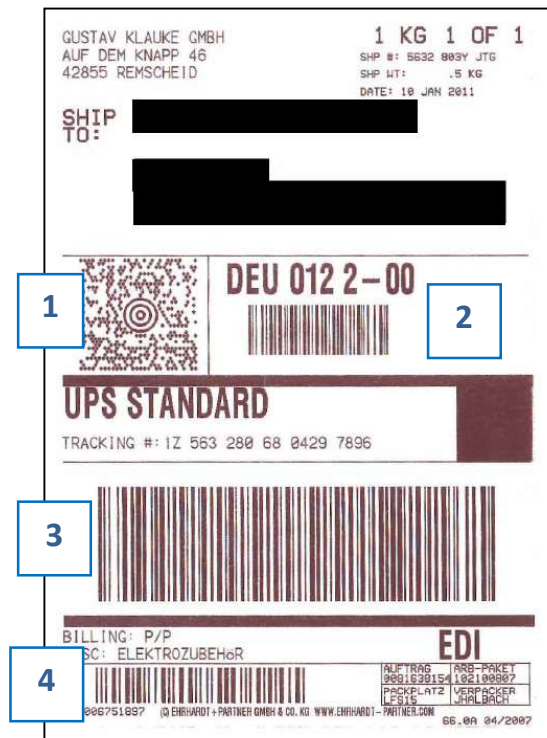 GUSTAV KLAUKE GMBH
AUF DEM KNAPP 46
42855 REMSCHEID
1 KG 1 OF 1
SHP #: 5632 803Y JTG
SHP WT: .5 KG
DATE: 10 JAN 2011
SHIP
TO:
1
DEU 012 2-00
2
UPS STANDARD
TRACKING #: 1Z 563 280 68 0429 7896
3
BILLING: P/P
SC: ELEKTROZUBEHöR
EDI
4
AUFTRAG ARB-PAKET
102100807
PACKPLATZ VERPACKER
LFS15 JHALBACH
006751897 (C) EHRHARDT+PARTNER GMBH & CO. KG WWW.EHRHARDT-PARTNER.COM
GG.0A 04/2007